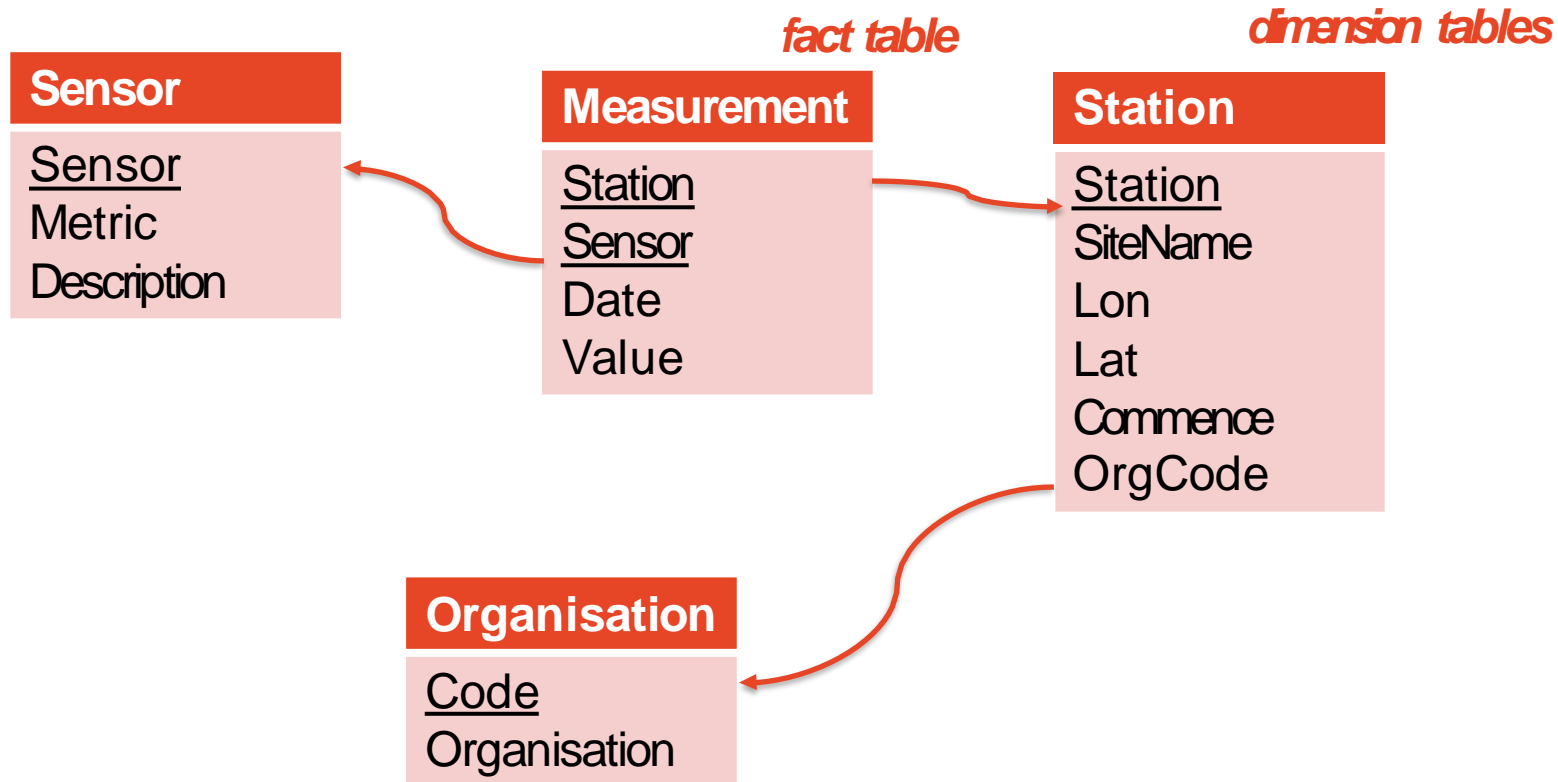 fact table
dimension tables
Sensor
Sensor
Metric
Description
Measurement
Station
Sensor
Date
Value
Station
Station
SiteName
Lon
Lat
Commence
OrgCode
Organisation
Code
Organisation